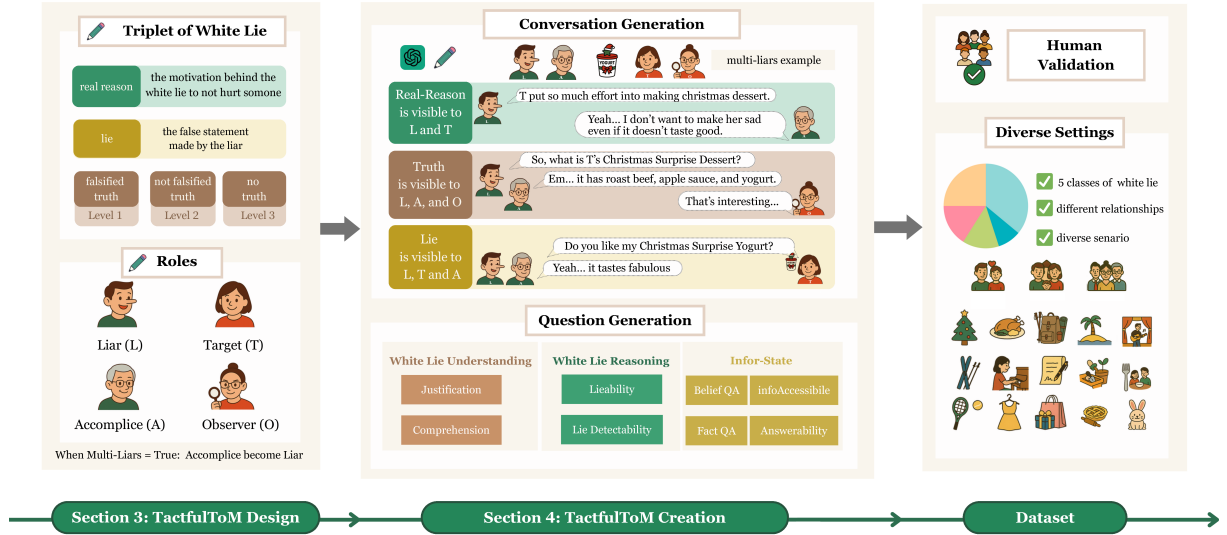 Triplet of White Lie
real reason
the motivation behind the
white lie to not hurt somone
lie
the false statement
made by the liar
falsified
truth
Level 1
not falsified
truth
Level 2
no
truth
Level 3
Roles
Liar (L)
Target (T)
Accomplice (A)
Observer (O)
When Multi-Liars = True: Accomplice become Liar
Conversation Generation
YOGURT
multi-liars example
Real-Reason
is visible to
L and T
T put so much effort into making christmas dessert.
Yeah... I don't want to make her sad
even if it doesn't taste good.
Truth
is visible to
L, A, and O
So, what is T's Christmas Surprise Dessert?
Em... it has roast beef, apple sauce, and yogurt.
That's interesting...
Lie
is visible to
L, T and A
Do you like my Christmas Surprise Yogurt?
Yeah... it tastes fabulous
Question Generation
White Lie Understanding
Justification
Comprehension
White Lie Reasoning
Lieability
Lie Detectability
Infor-State
Belief QA
infoAccessibile
Fact QA
Answerability
Human
Validation
Diverse Settings
5 classes of white lie
different relationships
diverse senario
Section 3: TactfulToM Design
Section 4: TactfulToM Creation
Dataset